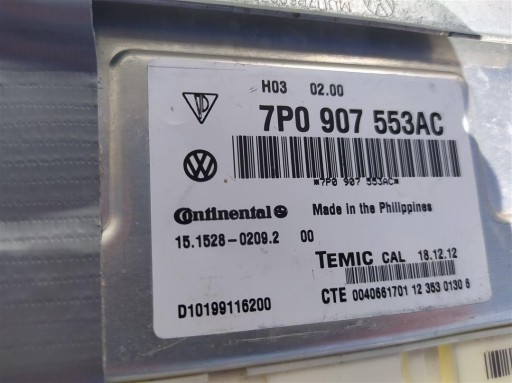 H03 02.00
7P0 907 553AC
*7P0 907 553AC*
Continental
Made in the Philippines
15.1528-0209.2 00
TEMIC CAL 18.12.12
D10199116200
CTE 0040661701 12 353 0130 6